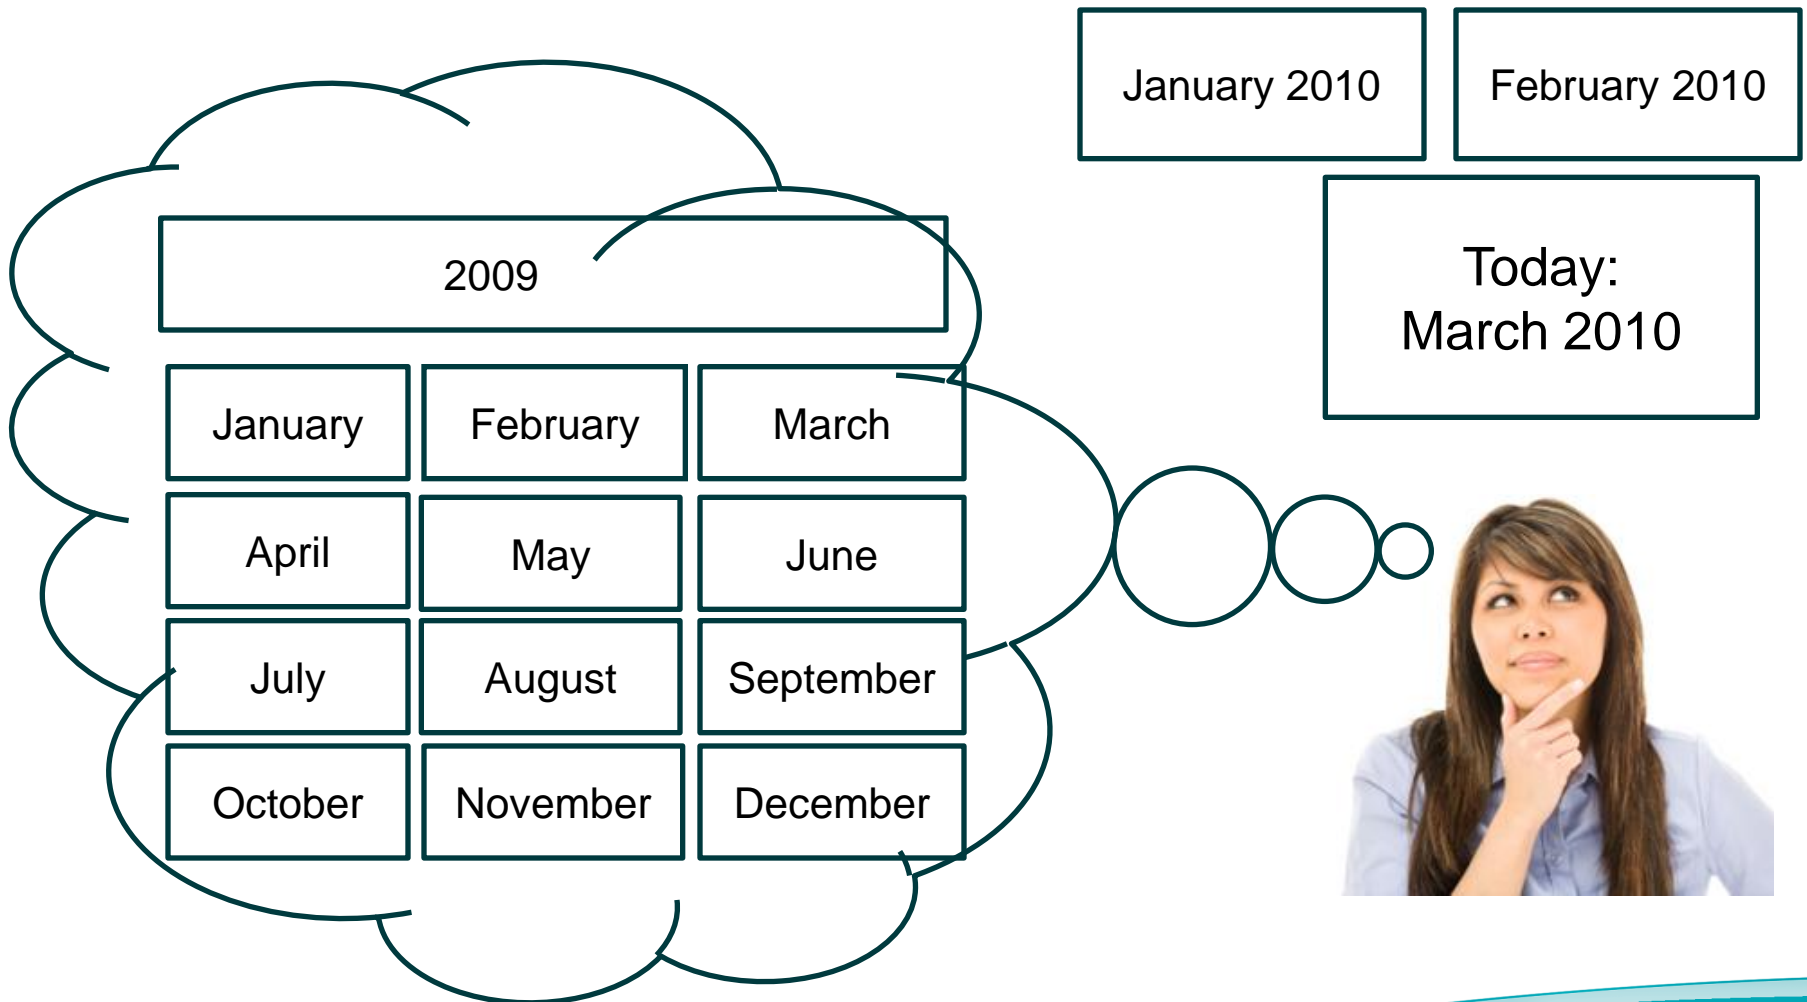 January 2010
February 2010
Today:
March 2010
2009
January
February
March
April
May
June
July
August
September
October
November
December